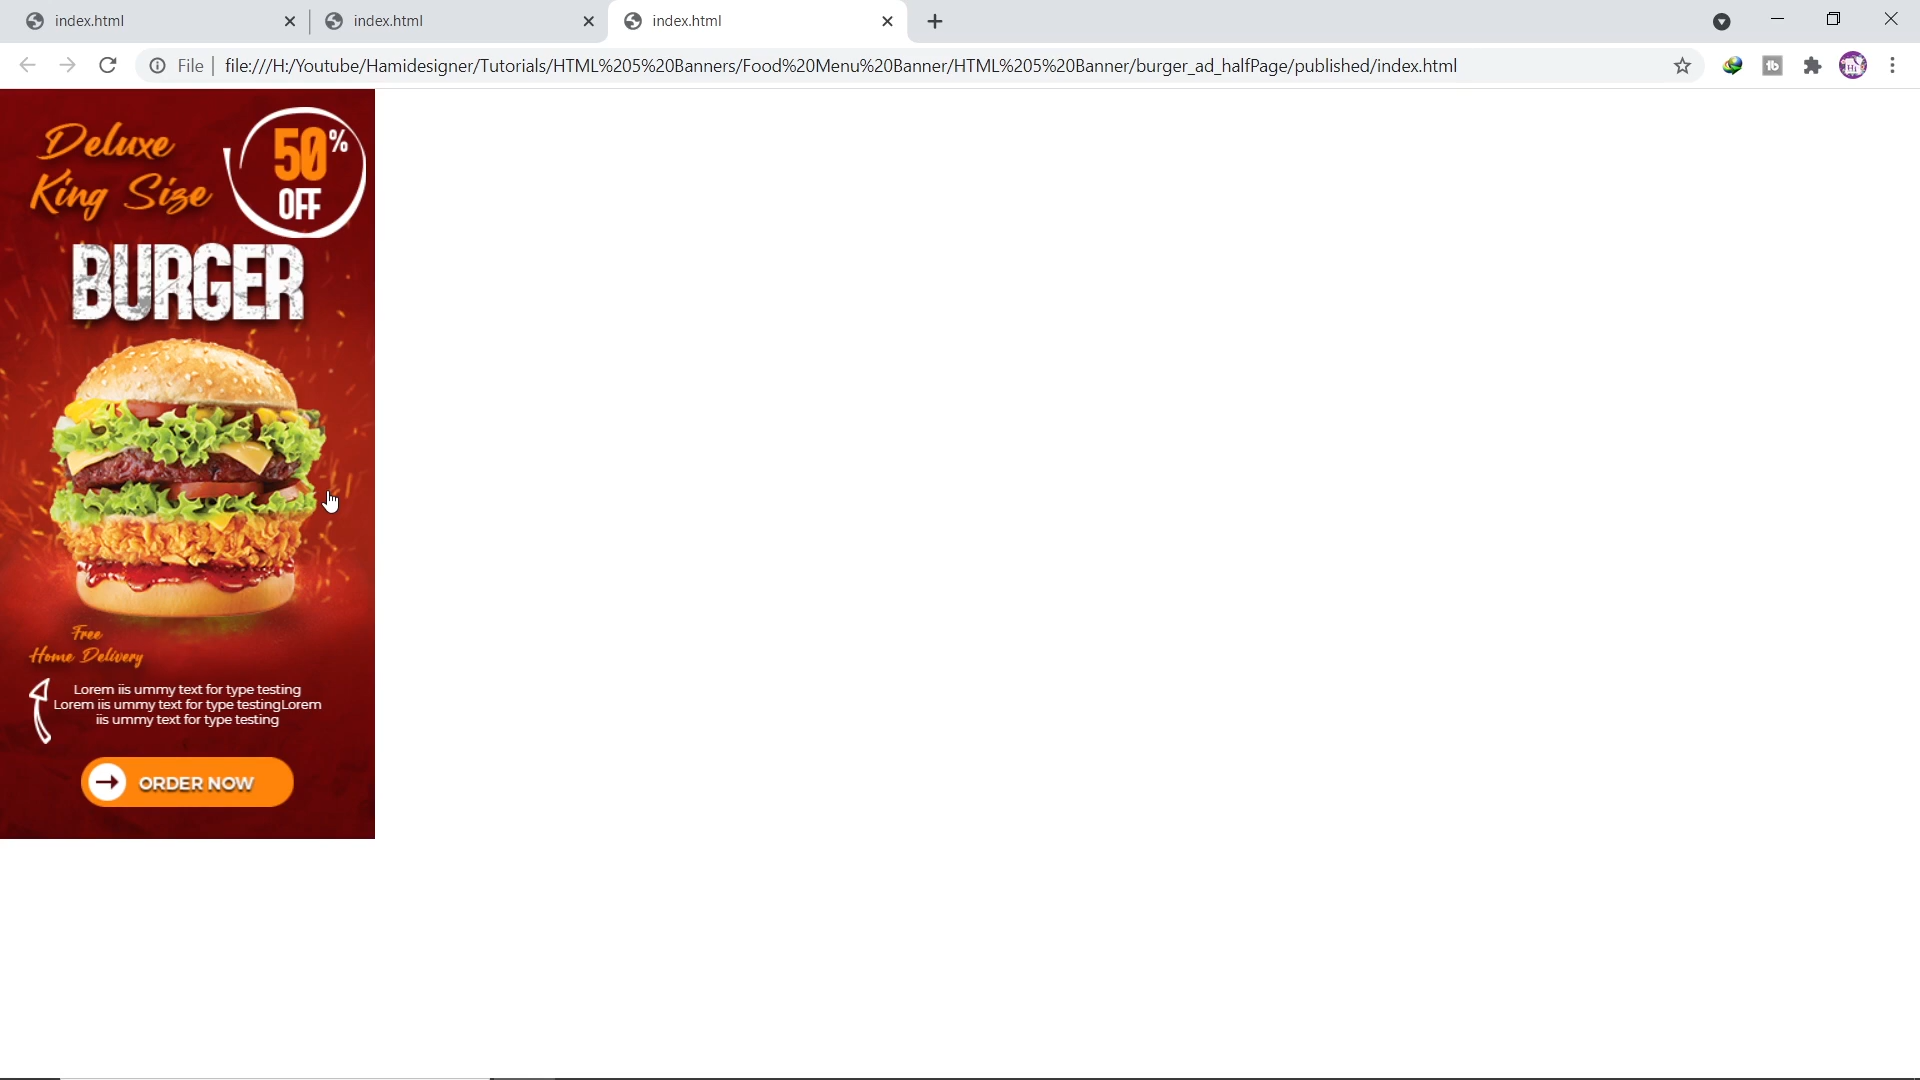 index.html
index.html
index.html
File
file:///H:/Youtube/Hamidesigner/Tutorials/HTML%205%20Banners/Food%20Menu%20Banner/HTML%205%20Banner/burger_ad_halfPage/published/index.html
tb
Deluxe
King Size
50%
OFF
BURGER
Free
Home Delivery
Lorem iis ummy text for type testing
Lorem iis ummy text for type testingLorem
iis ummy text for type testing
ORDER NOW